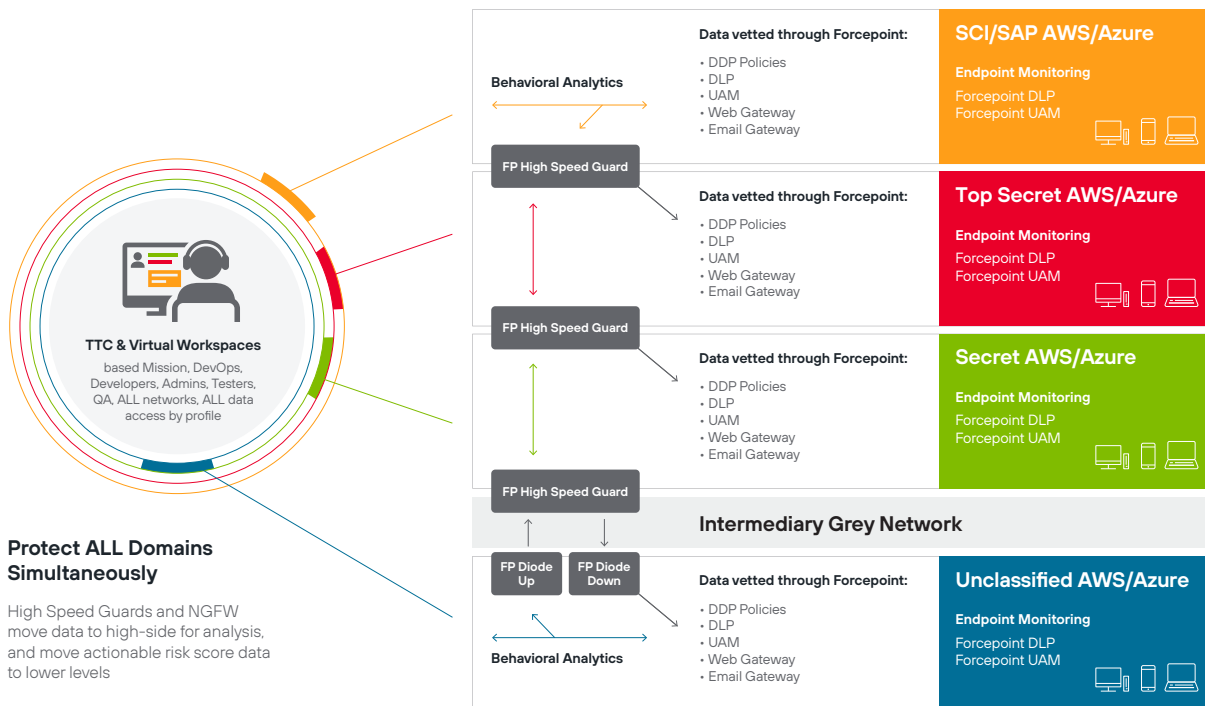 TTC & Virtual Workspaces
based Mission, DevOps,
Developers, Admins, Testers,
QA, ALL networks, ALL data
access by profile
Protect ALL Domains
Simultaneously
High Speed Guards and NGFW
move data to high-side for analysis,
and move actionable risk score data
to lower levels
Behavioral Analytics
FP High Speed Guard
Data vetted through Forcepoint:
• DDP Policies
• DLP
• UAM
• Web Gateway
• Email Gateway
SCI/SAP AWS/Azure
Endpoint Monitoring
Forcepoint DLP
Forcepoint UAM
FP High Speed Guard
Data vetted through Forcepoint:
• DDP Policies
• DLP
• UAM
• Web Gateway
• Email Gateway
Top Secret AWS/Azure
Endpoint Monitoring
Forcepoint DLP
Forcepoint UAM
FP High Speed Guard
Data vetted through Forcepoint:
• DDP Policies
• DLP
• UAM
• Web Gateway
• Email Gateway
Secret AWS/Azure
Endpoint Monitoring
Forcepoint DLP
Forcepoint UAM
Intermediary Grey Network
FP Diode
Up
FP Diode
Down
Behavioral Analytics
Data vetted through Forcepoint:
• DDP Policies
• DLP
• UAM
• Web Gateway
• Email Gateway
Unclassified AWS/Azure
Endpoint Monitoring
Forcepoint DLP
Forcepoint UAM